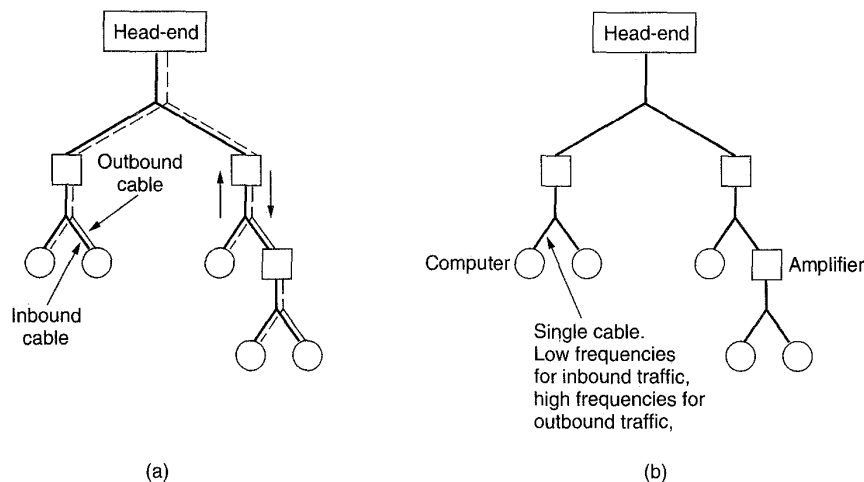 Head-end
Outbound
cable
Inbound
cable
(a)
Head-end
Computer
Amplifier
Single cable.
Low frequencies
for inbound traffic,
high frequencies for
outbound traffic,
(b)